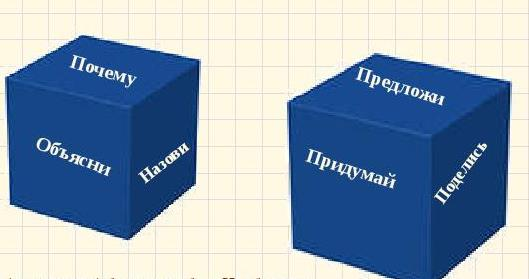 Почему
Объясни
Назови
Предложи
Придумай
Поделись